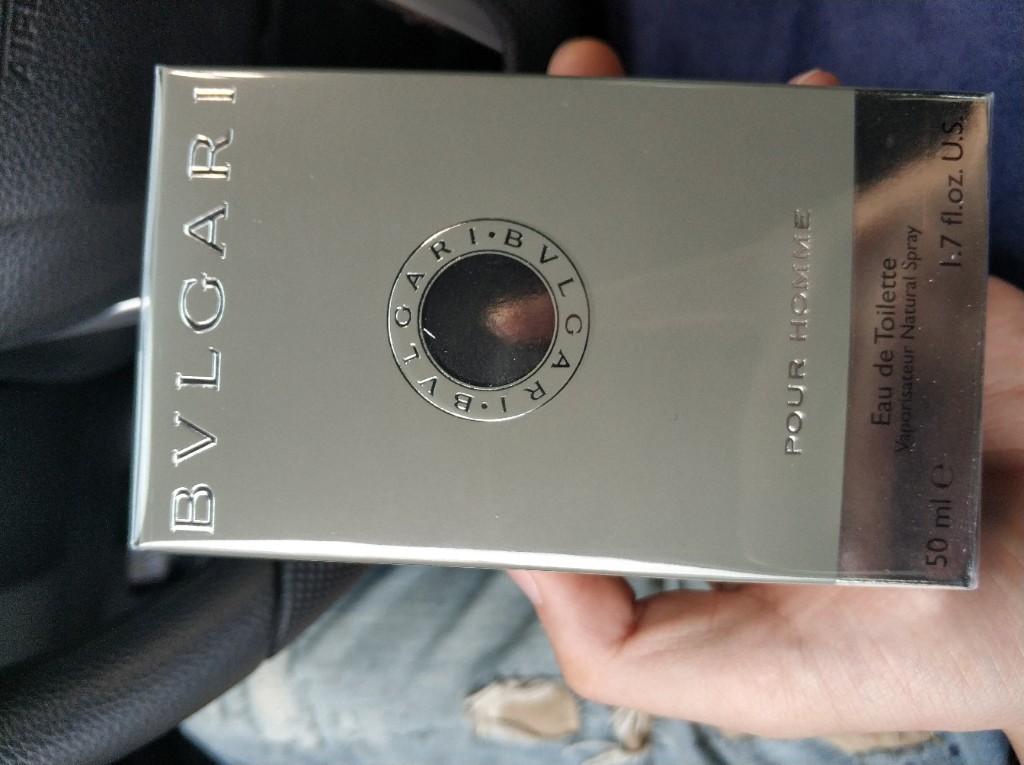 BVLGARI
BVLGARI·BVLGARI·
POUR HOMME
Eau de Toilette
Vaporisateur Natural Spray
50 ml ℮ 1.7 fl.oz. U.S.